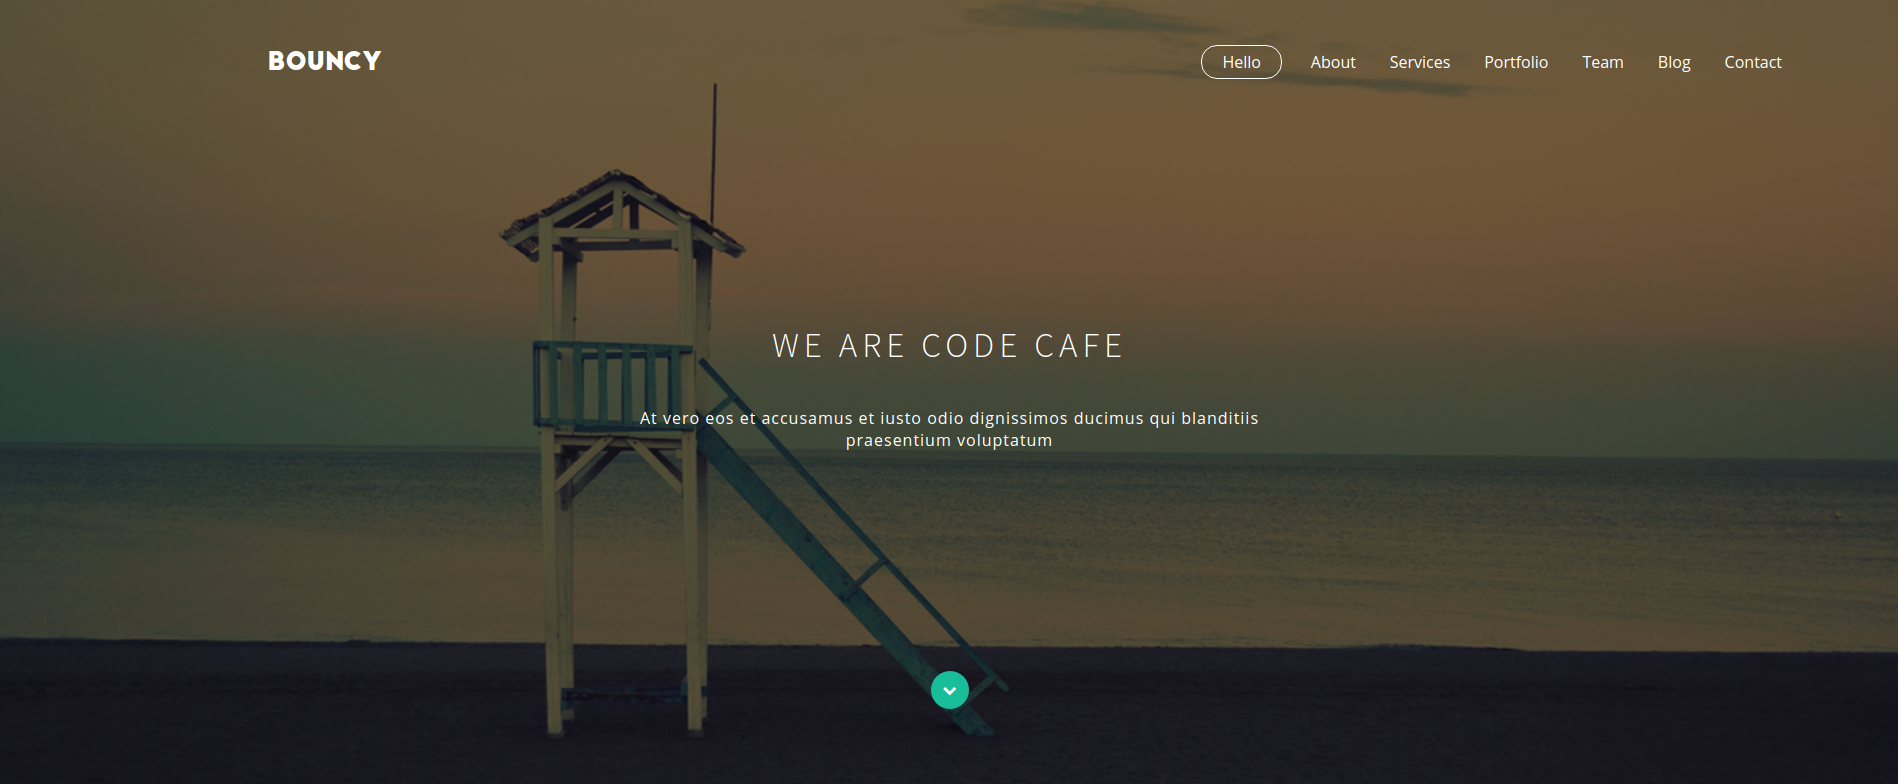 BOUNCY
Hello About Services Portfolio Team Blog Contact
WE ARE CODE CAFE
At vero eos et accusamus et iusto odio dignissimos ducimus qui blanditiis
praesentium voluptatum